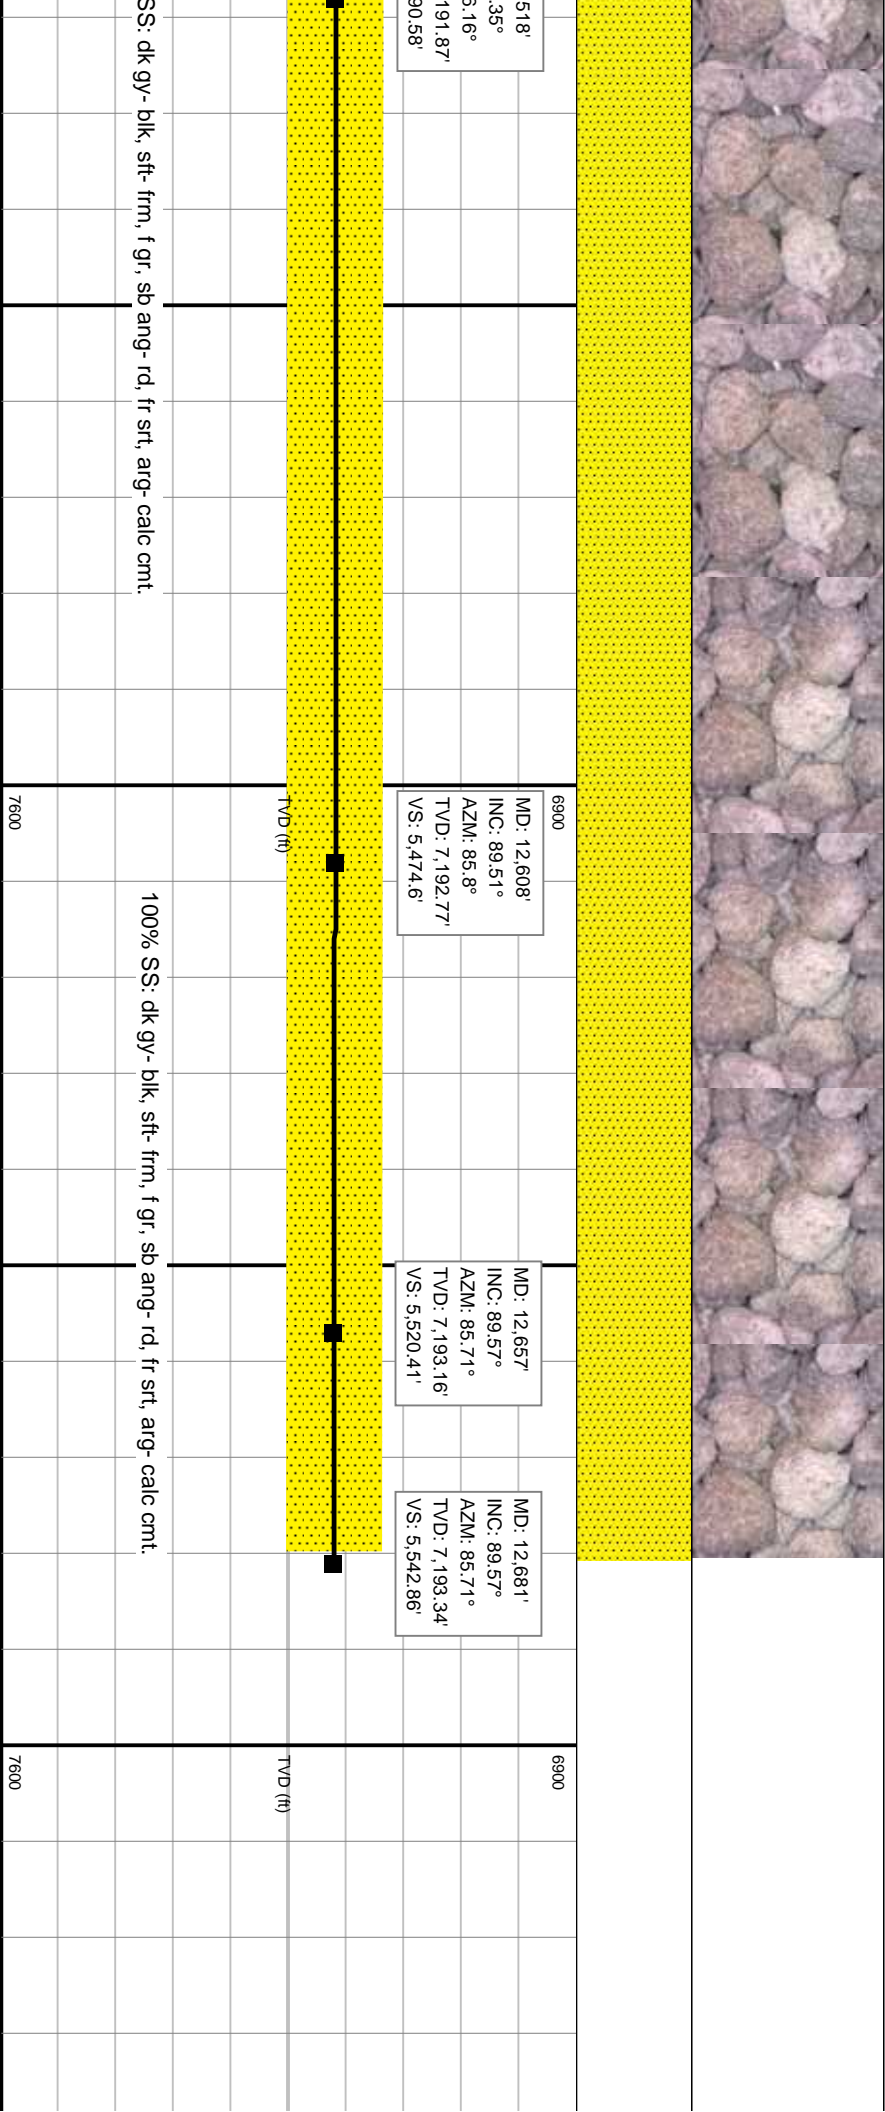 518'
.35°
6.16°
191.87'
90.58'
SS: dk gy- blk, sft- frm, f gr, sb ang- rd, fr srt, arg- calc cmt.
6900
MD: 12,608'
INC: 89.51°
AZM: 85.8°
TVD: 7,192.77'
VS: 5,474.6'
TVD (ft)
7600
100% SS: dk gy- blk, sft- frm, f gr, sb ang- rd, fr srt, arg- calc cmt.
MD: 12,657'
INC: 89.57°
AZM: 85.71°
TVD: 7,193.16'
VS: 5,520.41'
MD: 12,681'
INC: 89.57°
AZM: 85.71°
TVD: 7,193.34'
VS: 5,542.86'
6900
TVD (ft)
7600